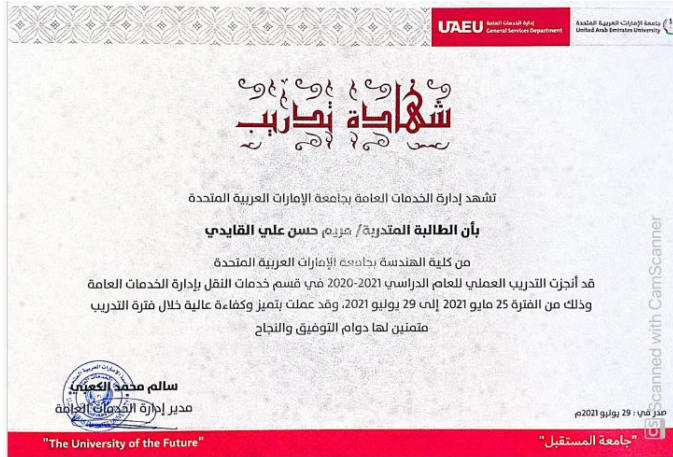 جامعة الإمارات العربية المتحدة
United Arab Emirates University
UAEU
إدارة الخدمات العامة
General Services Department
شهادة تدريب
تشهد إدارة الخدمات العامة بجامعة الإمارات العربية المتحدة
بأن الطالبة المتدربة/ مريم حسن علي القايدي
من كلية الهندسة بجامعة الإمارات العربية المتحدة
قد أنجزت التدريب العملي للعام الدراسي 2021-2020 في قسم خدمات النقل بإدارة الخدمات العامة
وذلك من الفترة 25 مايو 2021 إلى 29 يوليو 2021، وقد عملت بتميز وكفاءة عالية خلال فترة التدريب
متمنين لها دوام التوفيق والنجاح
سالم محمد الكعبي
مدير إدارة الخدمات العامة
صدر في : 29 يوليو 2021م
"جامعة المستقبل"
"The University of the Future"
CS Scanned with CamScanner